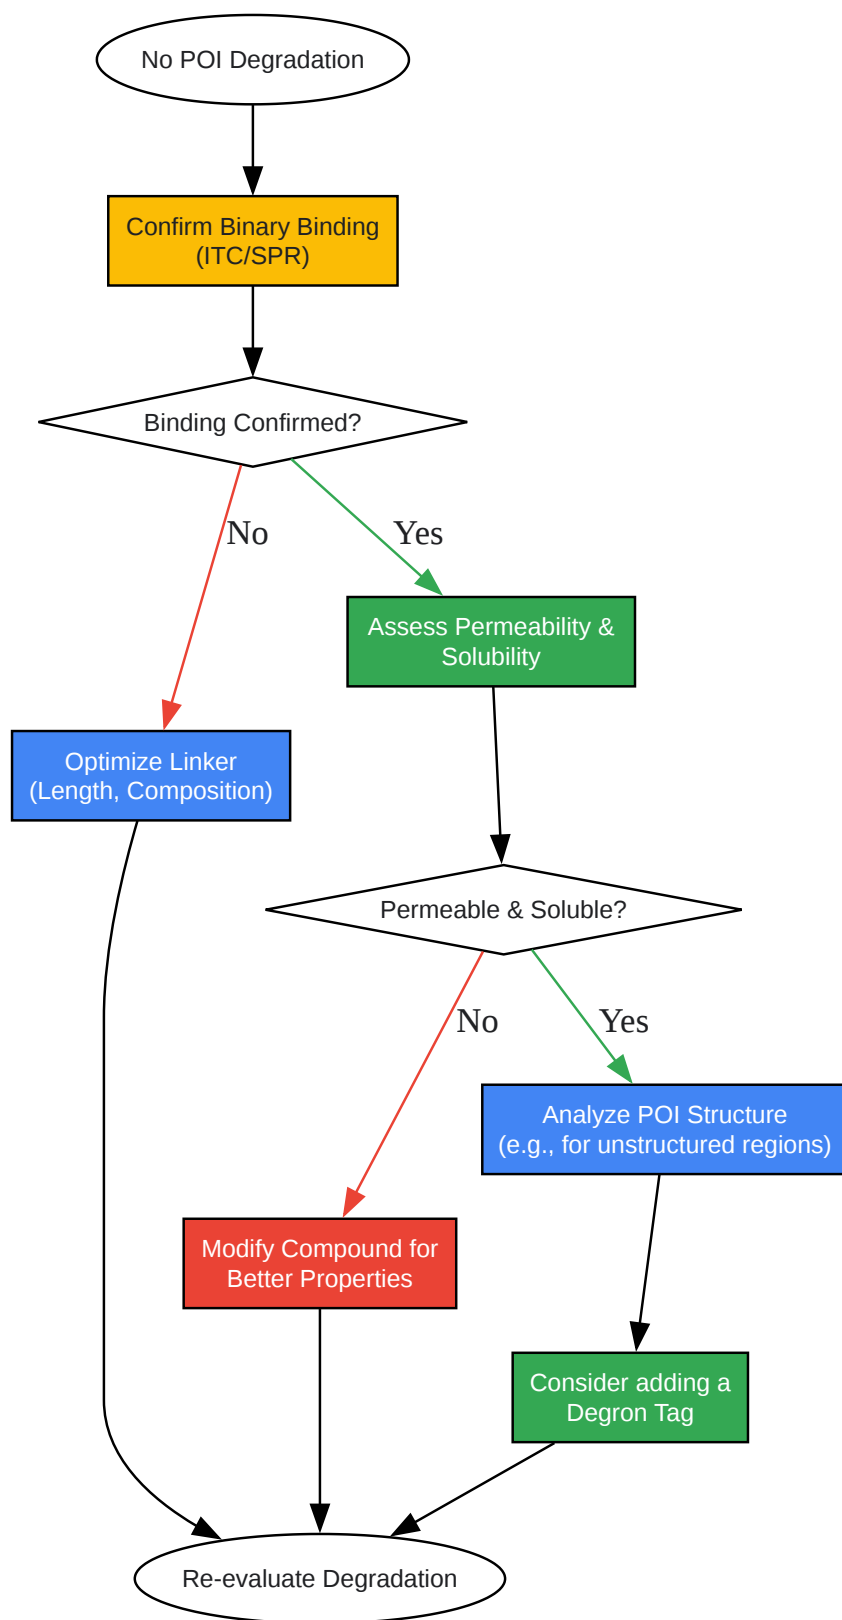 No POI Degradation
Confirm Binary Binding
(ITC/SPR)
Binding Confirmed?
No
Yes
Assess Permeability &
Solubility
Optimize Linker
(Length, Composition)
Permeable & Soluble?
No
Yes
Analyze POI Structure
(e.g., for unstructured regions)
Modify Compound for
Better Properties
Consider adding a
Degron Tag
Re-evaluate Degradation